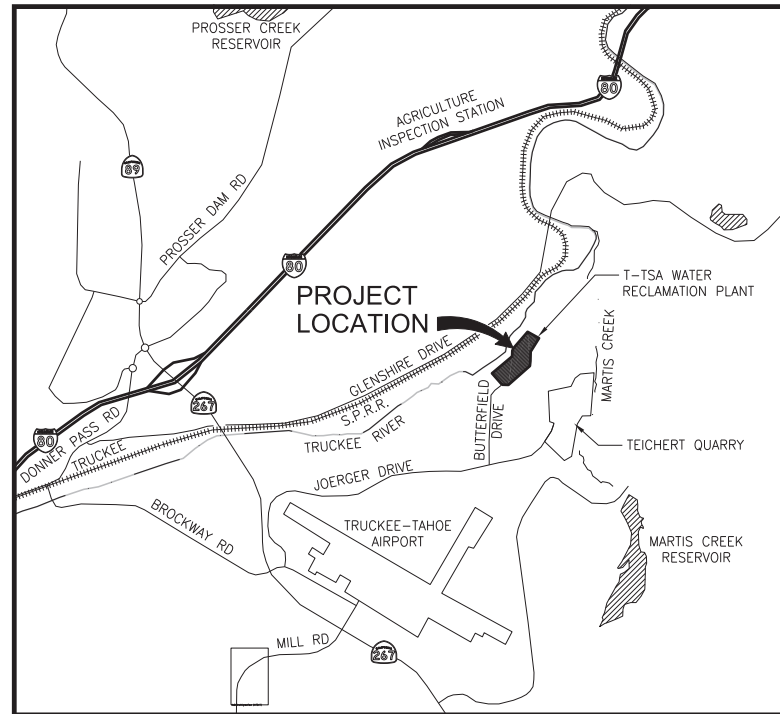 PROSSER CREEK
RESERVOIR
80
AGRICULTURE
INSPECTION STATION
89
PROSSER DAM RD
80
PROJECT
LOCATION
T-TSA WATER
RECLAMATION PLANT
MARTIS CREEK
GLENSHIRE DRIVE
S.P.R.R.
TRUCKEE RIVER
BUTTERFIELD
DRIVE
267
DONNER PASS RD
80
TRUCKEE
TEICHERT QUARRY
JOERGER DRIVE
BROCKWAY RD
TRUCKEE-TAHOE
AIRPORT
MARTIS CREEK
RESERVOIR
MILL RD
267